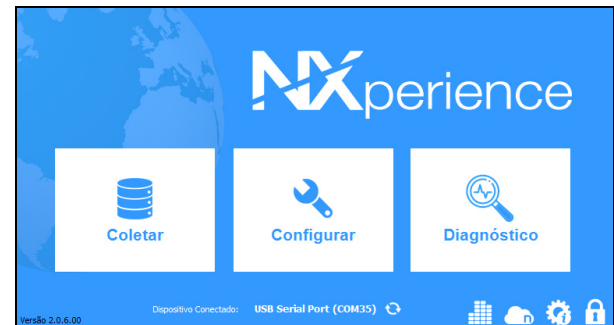 NXperience
Coletar
Configurar
Diagnóstico
Dispositivo Conectado: USB Serial Port (COM35)
n
i
Versão 2.0.6.00